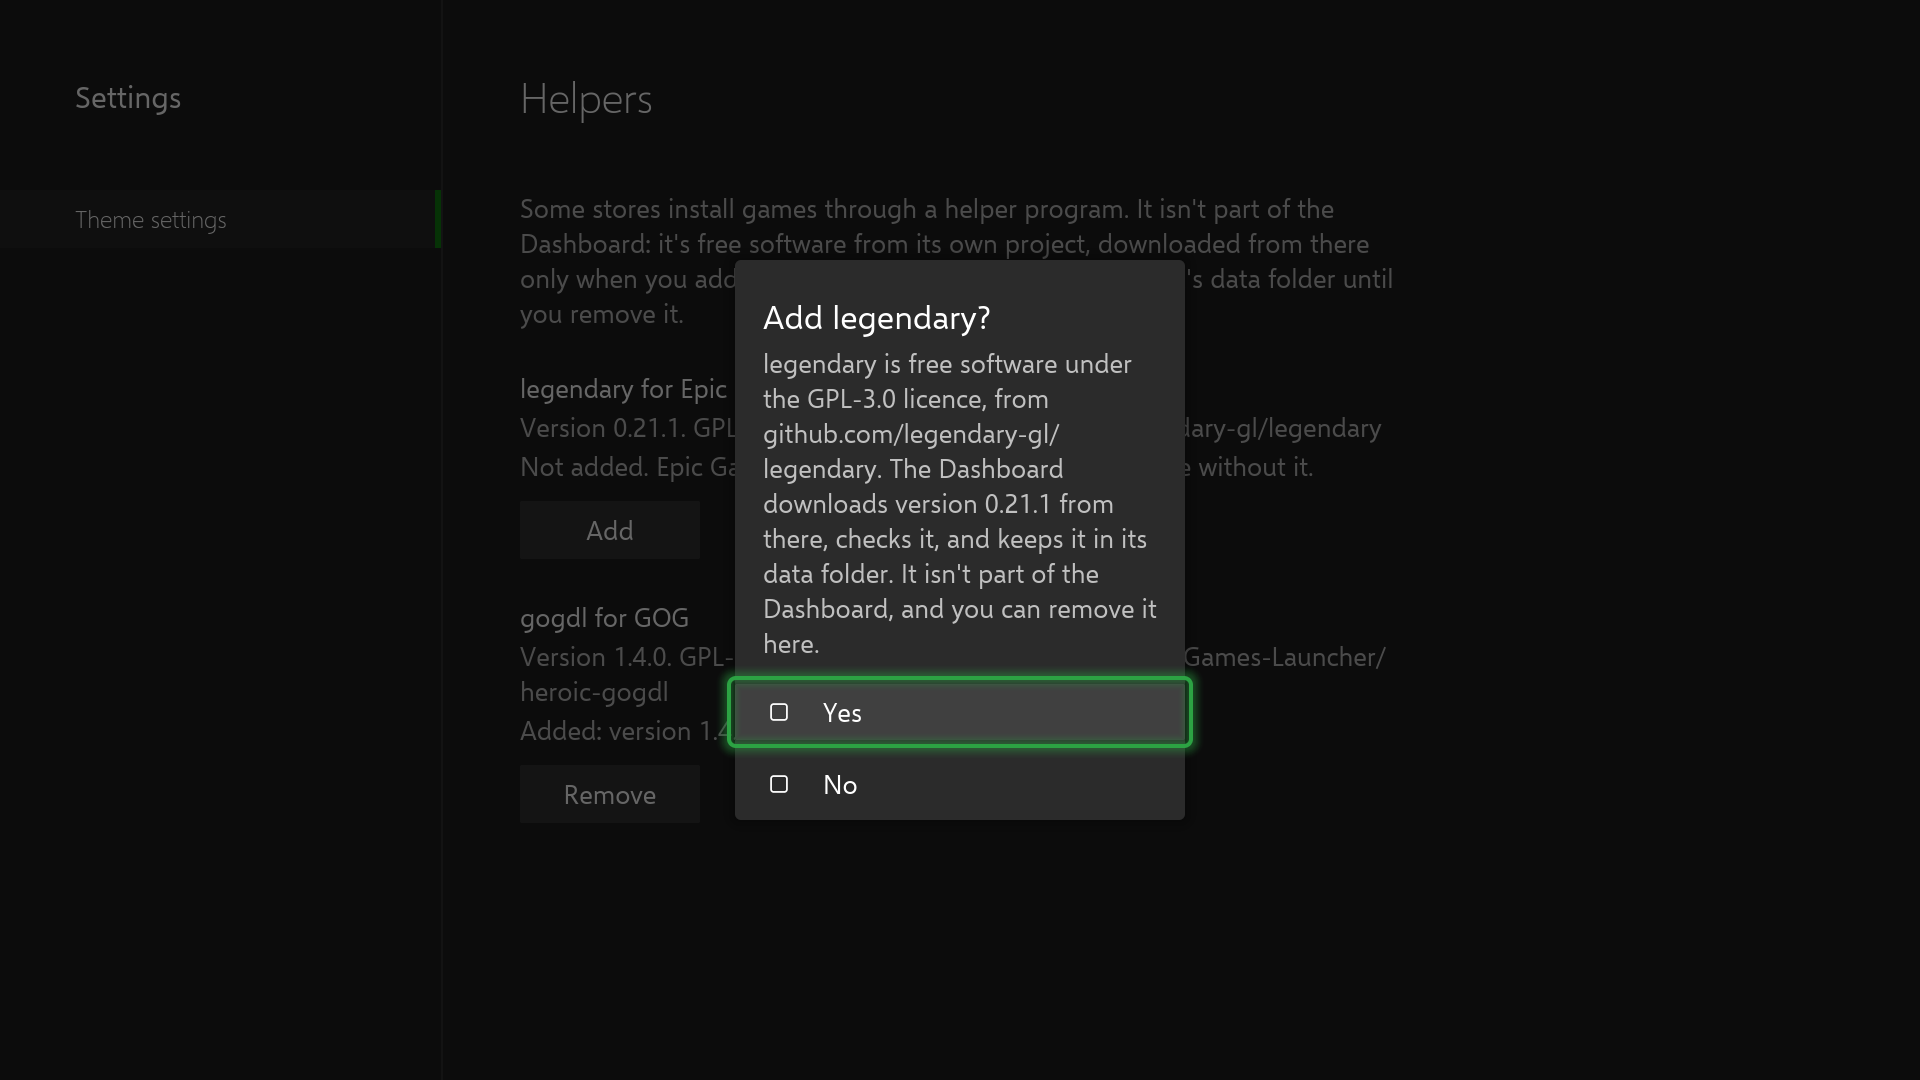 Settings
Theme settings
Helpers
Some stores install games through a helper program. It isn't part of the
Dashboard: it's free software from its own project, downloaded from there
only when you add
's data folder until
you remove it.
legendary for Epic
Version 0.21.1. GPL
dary-gl/legendary
Not added. Epic Ga
e without it.
Add
gogdl for GOG
Version 1.4.0. GPL-
Games-Launcher/
heroic-gogdl
Added: version 1.4.
Remove
Add legendary?
legendary is free software under
the GPL-3.0 licence, from
github.com/legendary-gl/
legendary. The Dashboard
downloads version 0.21.1 from
there, checks it, and keeps it in its
data folder. It isn't part of the
Dashboard, and you can remove it
here.
Yes
No